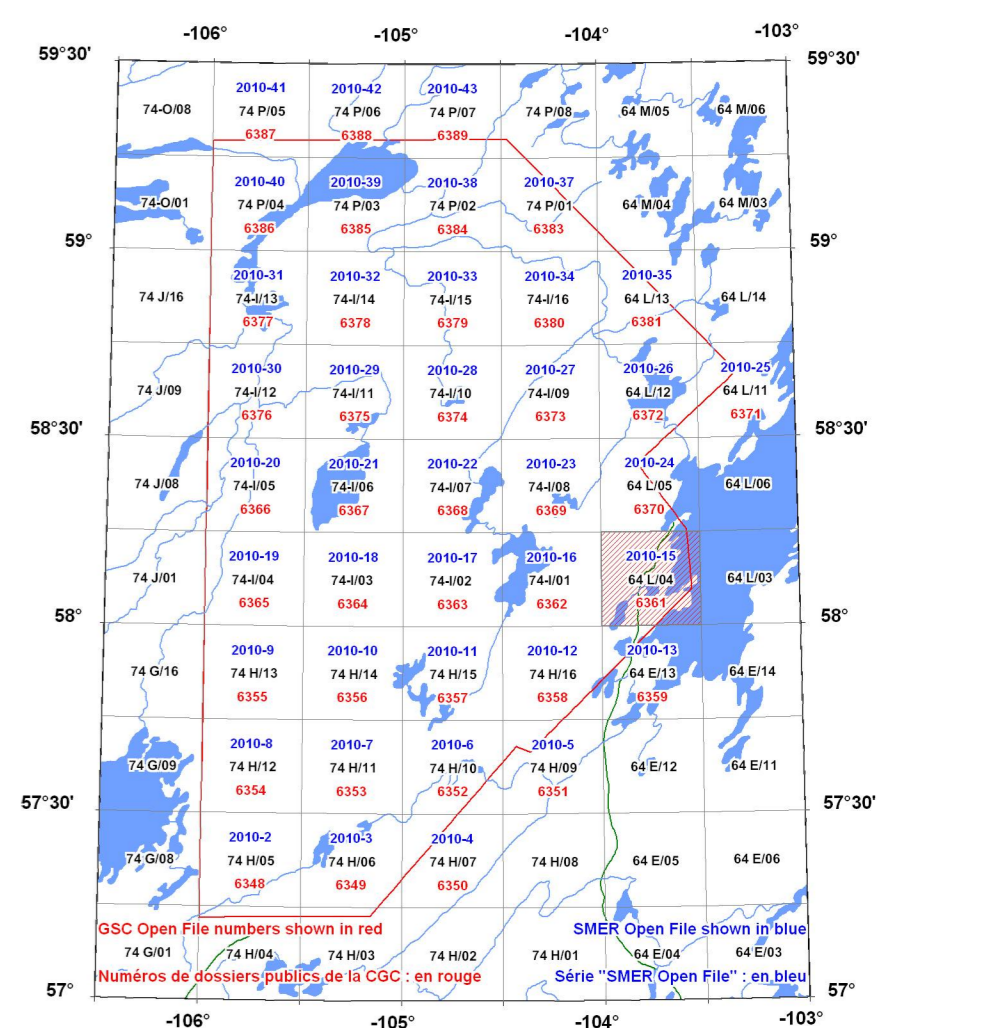 -106° -105° -104° -103°
59°30' 59°30'
2010-41 2010-42 2010-43
74-O/08 74 P/05 74 P/06 74 P/07 74 P/08 64 M/05 64 M/06
6387 6388 6389
2010-40 2010-39 2010-38 2010-37
74-O/01 74 P/04 74 P/03 74 P/02 74 P/01 64 M/04 64 M/03
6386 6385 6384 6383
59° 59°
2010-31 2010-32 2010-33 2010-34 2010-35
74 J/16 74-I/13 74-I/14 74-I/15 74-I/16 64 L/13 64 L/14
6377 6378 6379 6380 6381
2010-30 2010-29 2010-28 2010-27 2010-26 2010-25
74 J/09 74-I/12 74-I/11 74-I/10 74-I/09 64 L/12 64 L/11
6376 6375 6374 6373 6372 6371
58°30' 58°30'
2010-20 2010-21 2010-22 2010-23 2010-24
74 J/08 74-I/05 74-I/06 74-I/07 74-I/08 64 L/05 64 L/06
6366 6367 6368 6369 6370
2010-19 2010-18 2010-17 2010-16 2010-15
74 J/01 74-I/04 74-I/03 74-I/02 74-I/01 64 L/04 64 L/03
6365 6364 6363 6362 6361
58° 58°
2010-9 2010-10 2010-11 2010-12 2010-13
74 G/16 74 H/13 74 H/14 74 H/15 74 H/16 64 E/13 64 E/14
6355 6356 6357 6358 6359
2010-8 2010-7 2010-6 2010-5
74 G/09 74 H/12 74 H/11 74 H/10 74 H/09 64 E/12 64 E/11
6354 6353 6352 6351
57°30' 57°30'
2010-2 2010-3 2010-4
74 G/08 74 H/05 74 H/06 74 H/07 74 H/08 64 E/05 64 E/06
6348 6349 6350
GSC Open File numbers shown in red SMER Open File shown in blue
74 G/01 74 H/04 74 H/03 74 H/02 74 H/01 64 E/04 64 E/03
Numéros de dossiers publics de la CGC : en rouge Série "SMER Open File" : en bleu
57° 57°
-106° -105° -104° -103°